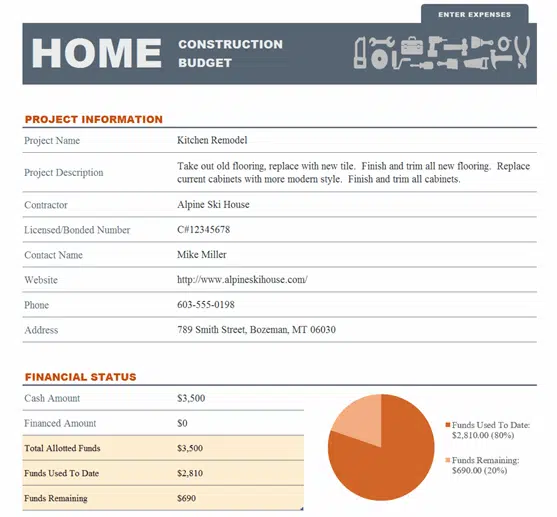 ENTER EXPENSES
HOME CONSTRUCTION
BUDGET
PROJECT INFORMATION
Project Name Kitchen Remodel
Project Description Take out old flooring, replace with new tile. Finish and trim all new flooring. Replace
current cabinets with more modern style. Finish and trim all cabinets.
Contractor Alpine Ski House
Licensed/Bonded Number C#12345678
Contact Name Mike Miller
Website http://www.alpineskihouse.com/
Phone 603-555-0198
Address 789 Smith Street, Bozeman, MT 06030
FINANCIAL STATUS
Cash Amount $3,500
Financed Amount $0
Total Allotted Funds $3,500
Funds Used To Date $2,810
Funds Remaining $690
Funds Used To Date:
$2,810.00 (80%)
Funds Remaining:
$690.00 (20%)